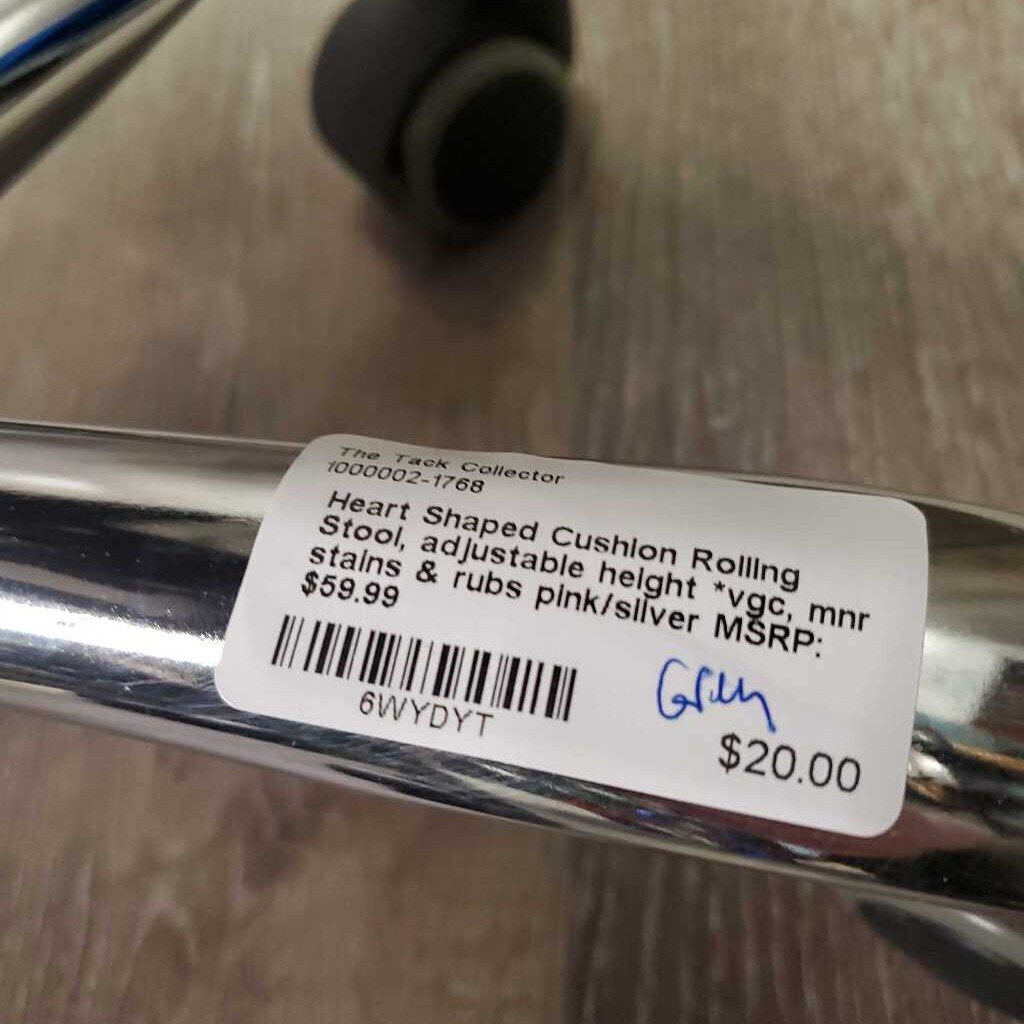 The Tack Collector
1000002-1768
Heart Shaped Cushion Rolling
Stool, adjustable height *vgc, mnr
stains & rubs pink/silver MSRP:
$59.99
6WYDYT
$20.00